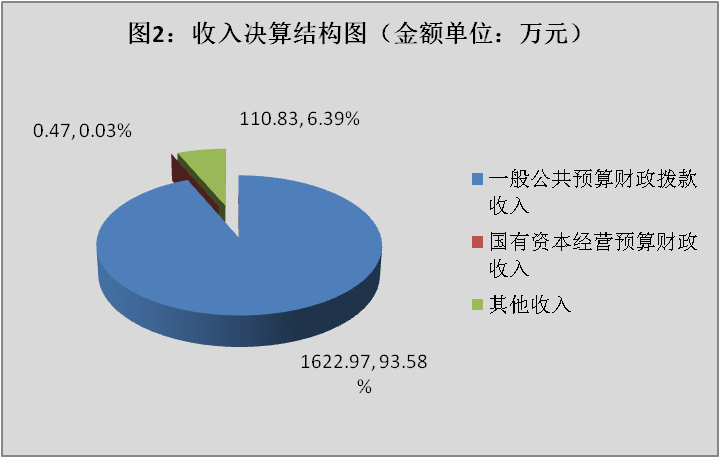 图2：收入决算结构图（金额单位：万元）
0.47, 0.03%
110.83, 6.39%
一般公共预算财政拨款
收入
国有资本经营预算财政
收入
其他收入
1622.97, 93.58
%